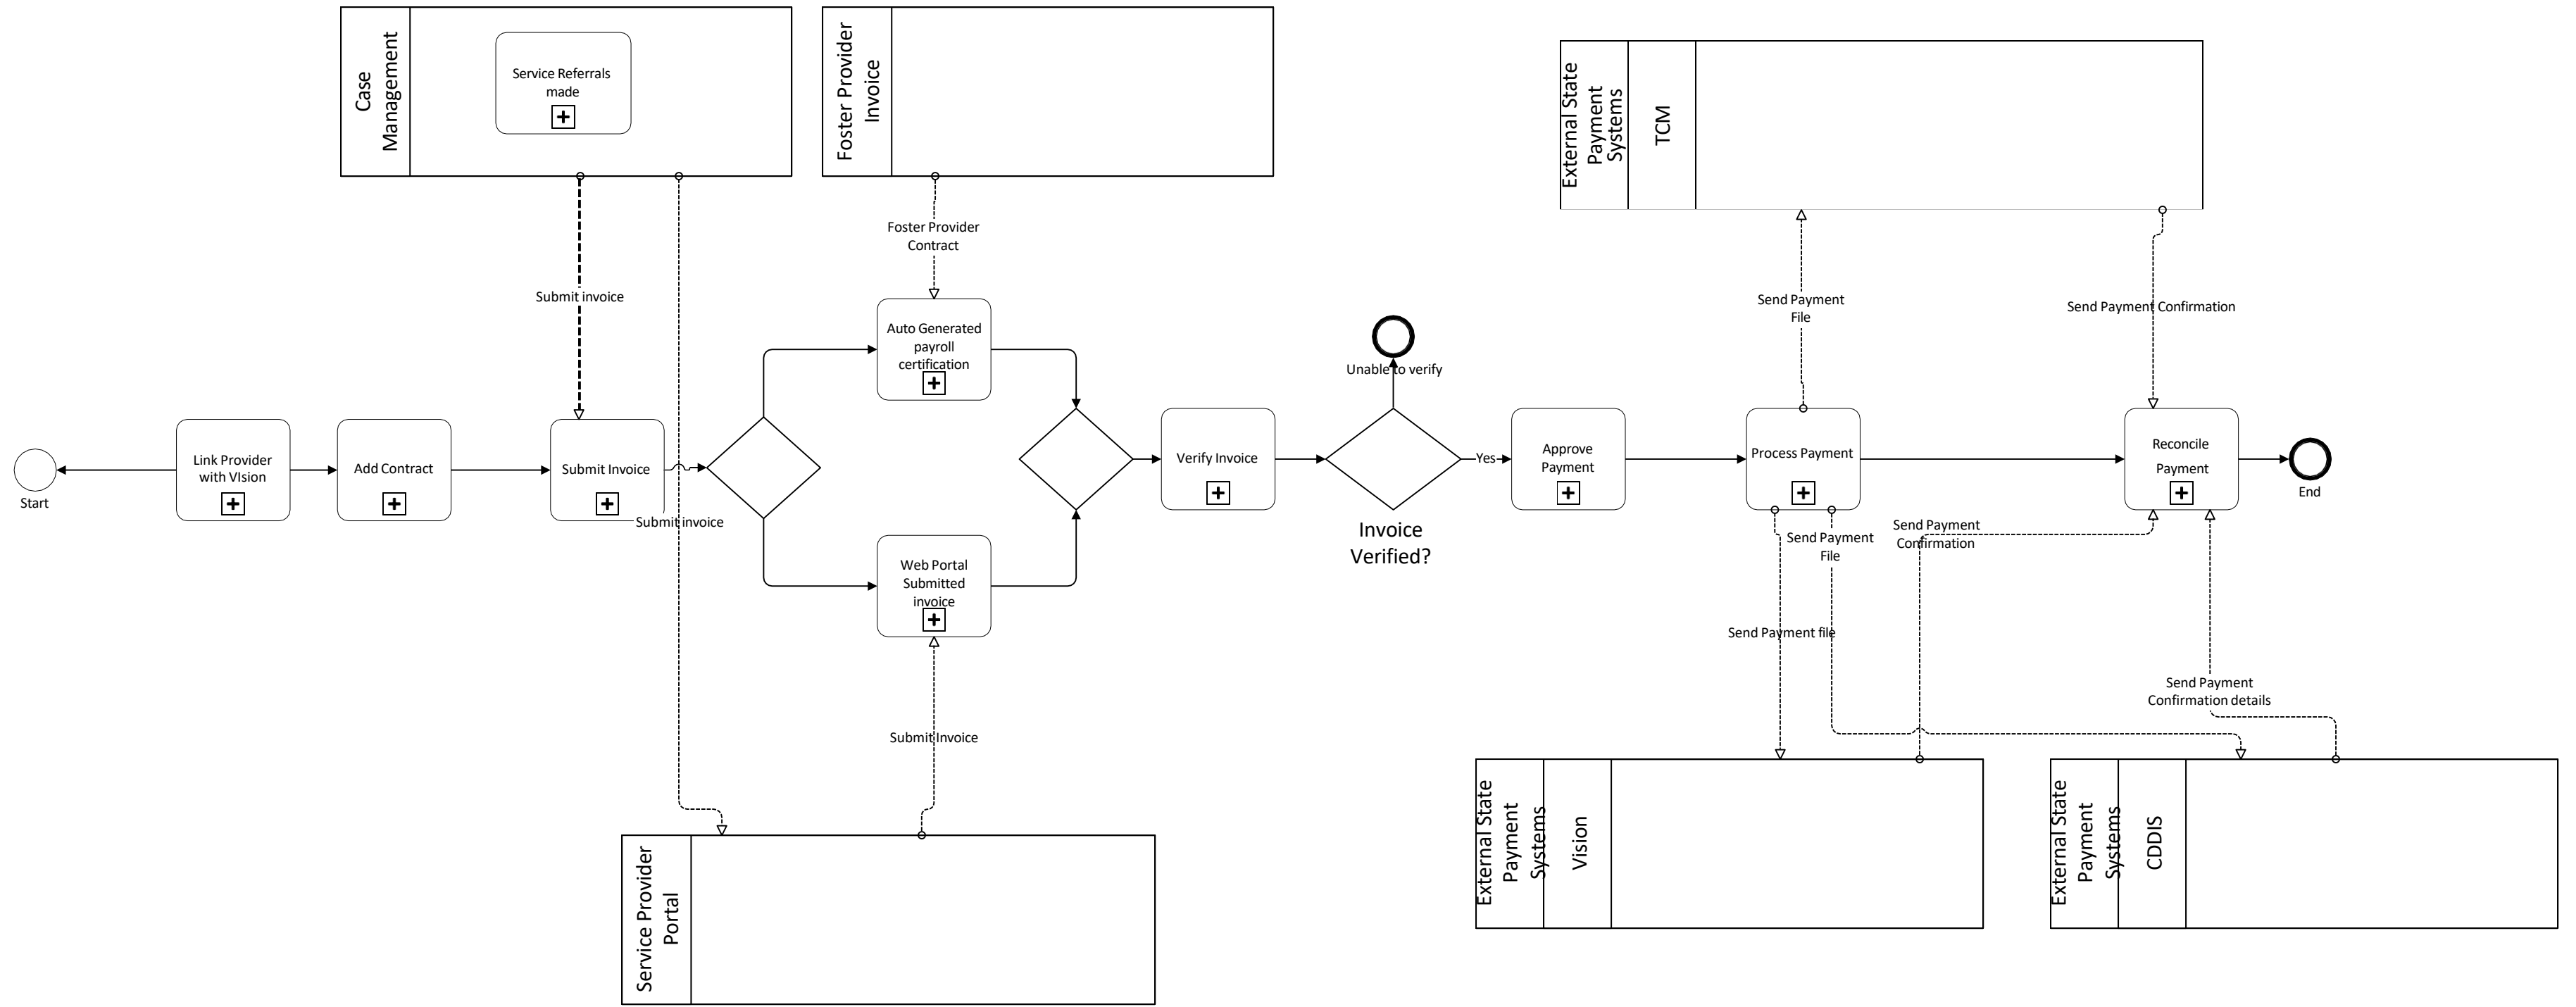 Case
Management
Service Referrals
made
Foster Provider
Invoice
External State
Payment
Systems
TCM
Foster Provider
Contract
Submit invoice
Send Payment
File
Send Payment Confirmation
Auto Generated
payroll
certification
Unable to verify
Start
Link Provider
with VIsion
Add Contract
Submit Invoice
Submit invoice
Verify Invoice
Invoice
Verified?
Yes
Approve
Payment
Process Payment
Reconcile
Payment
End
Web Portal
Submitted
invoice
Send Payment
File
Send Payment
Confirmation
Send Payment file
Send Payment
Confirmation details
Submit Invoice
Service Provider
Portal
External State
Payment
Systems
Vision
External State
Payment
Systems
CDDIS